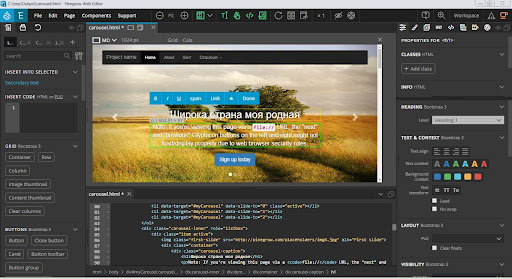 C:\tmp\Output\carousel.html - Pinegrow Web Editor
File Edit Page Components Support
Fit
Workspace
carousel.html *
MD 1024 px Grid Cols
PROPERTIES FOR <h1>
INSERT INTO SELECTED
Secondary text
INSERT CODE HTML or PUG
1
GRID Bootstrap 3
Container Row
Column
Image thumbnail
Content thumbnail
Clear columns
BUTTONS Bootstrap 3
Button Close button
Caret Button toolbar
Button group
Project name Home About Dropdown
B I U span Link Done
Широка страна моя родная
Note: If you're viewing this page via a file:// URL, the "next"
and "previous" Glyphicon buttons on the left and right might not
load/display properly due to web browser security rules.
Sign up today
carousel.html *
<li data-target="#myCarousel" data-slide-to="0" class="active"></li>
<li data-target="#myCarousel" data-slide-to="1"></li>
<li data-target="#myCarousel" data-slide-to="2"></li>
</ol>
<div class="carousel-inner" role="listbox">
<div class="item active">
<img class="first-slide" src="http://pinegrow.com/placeholders/img4.jpg" alt="First slide">
<div class="container">
<div class="carousel-caption">
<h1>Широка страна моя родная</h1>
<p>Note: If you're viewing this page via a <code>file://</code> URL, the "next" and
html body div#myCarousel.carousel... div.carousel-inner div.item div.container div.carousel-caption h1
CLASSES HTML
+ Add class
INFO HTML
HEADING Bootstrap 3
Level Heading 1
TEXT & CONTEXT Bootstrap 3
Text align
Text context A A A A A A
Background context
Text transform tt TT Tt
Lead
No wrap
LAYOUT Bootstrap 3
Pull
Clear floats